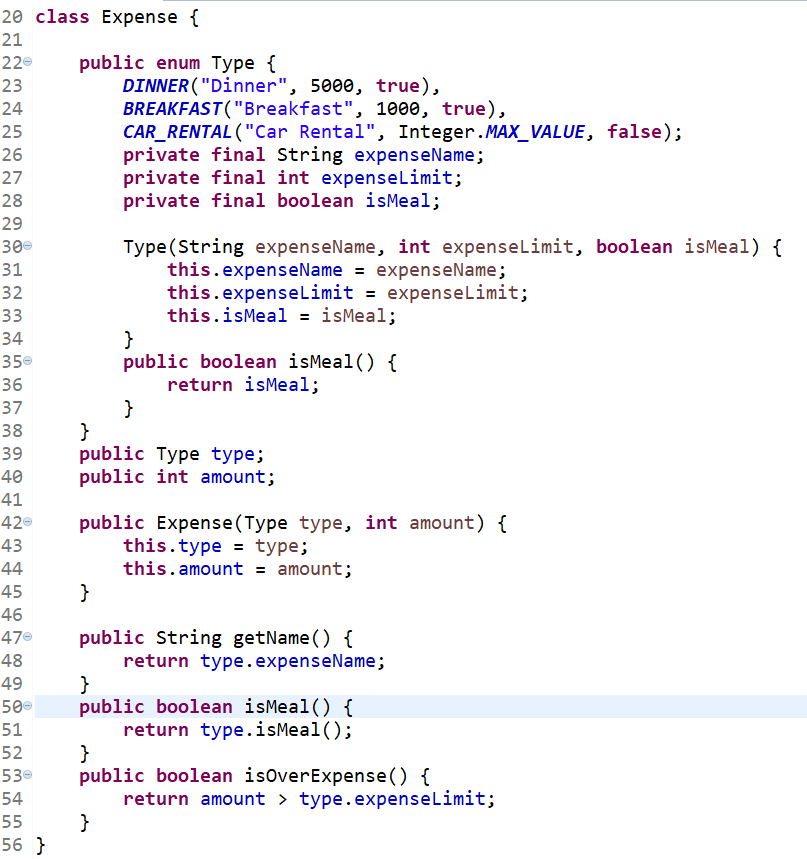 20 class Expense {
21
22 public enum Type {
23 DINNER("Dinner", 5000, true),
24 BREAKFAST("Breakfast", 1000, true),
25 CAR_RENTAL("Car Rental", Integer.MAX_VALUE, false);
26 private final String expenseName;
27 private final int expenseLimit;
28 private final boolean isMeal;
29
30 Type(String expenseName, int expenseLimit, boolean isMeal) {
31 this.expenseName = expenseName;
32 this.expenseLimit = expenseLimit;
33 this.isMeal = isMeal;
34 }
35 public boolean isMeal() {
36 return isMeal;
37 }
38 }
39 public Type type;
40 public int amount;
41
42 public Expense(Type type, int amount) {
43 this.type = type;
44 this.amount = amount;
45 }
46
47 public String getName() {
48 return type.expenseName;
49 }
50 public boolean isMeal() {
51 return type.isMeal();
52 }
53 public boolean isOverExpense() {
54 return amount > type.expenseLimit;
55 }
56 }